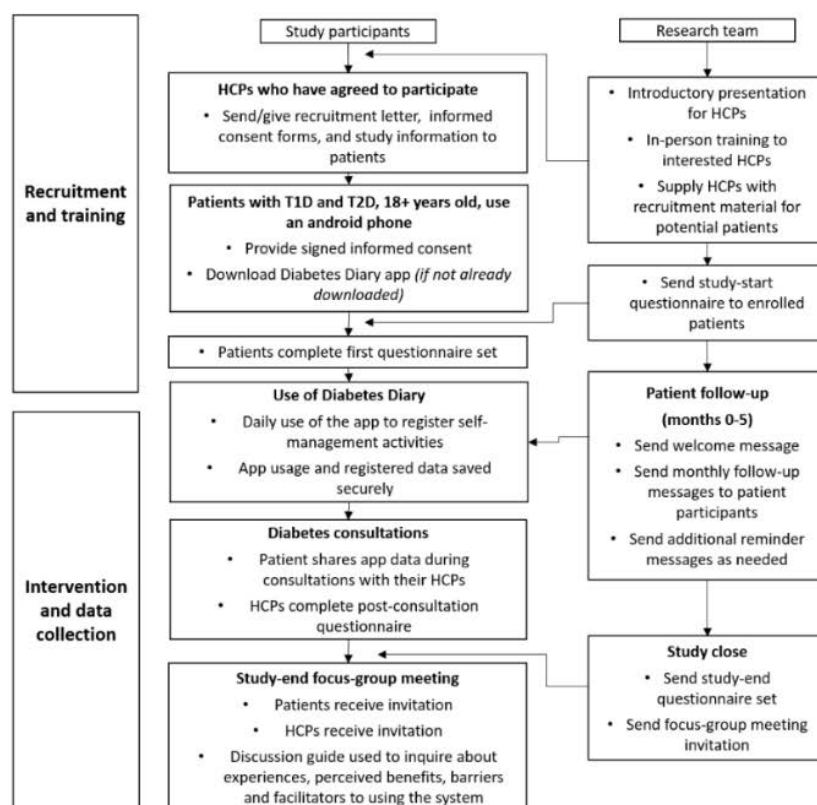 Study participants
Research team
Recruitment
and training
HCPs who have agreed to participate
• Send/give recruitment letter, informed
consent forms, and study information to
patients
• Introductory presentation
for HCPs
• In-person training to
interested HCPs
• Supply HCPs with
recruitment material for
potential patients
Patients with T1D and T2D, 18+ years old, use
an android phone
• Provide signed informed consent
• Download Diabetes Diary app (if not already
downloaded)
• Send study-start
questionnaire to enrolled
patients
• Patients complete first questionnaire set
Intervention
and data
collection
Use of Diabetes Diary
• Daily use of the app to register self-
management activities
• App usage and registered data saved
securely
Patient follow-up
(months 0-5)
• Send welcome message
• Send monthly follow-up
messages to patient
participants
• Send additional reminder
messages as needed
Diabetes consultations
• Patient shares app data during
consultations with their HCPs
• HCPs complete post-consultation
questionnaire
Study close
• Send study-end
questionnaire set
• Send focus-group meeting
invitation
Study-end focus-group meeting
• Patients receive invitation
• HCPs receive invitation
• Discussion guide used to inquire about
experiences, perceived benefits, barriers
and facilitators to using the system